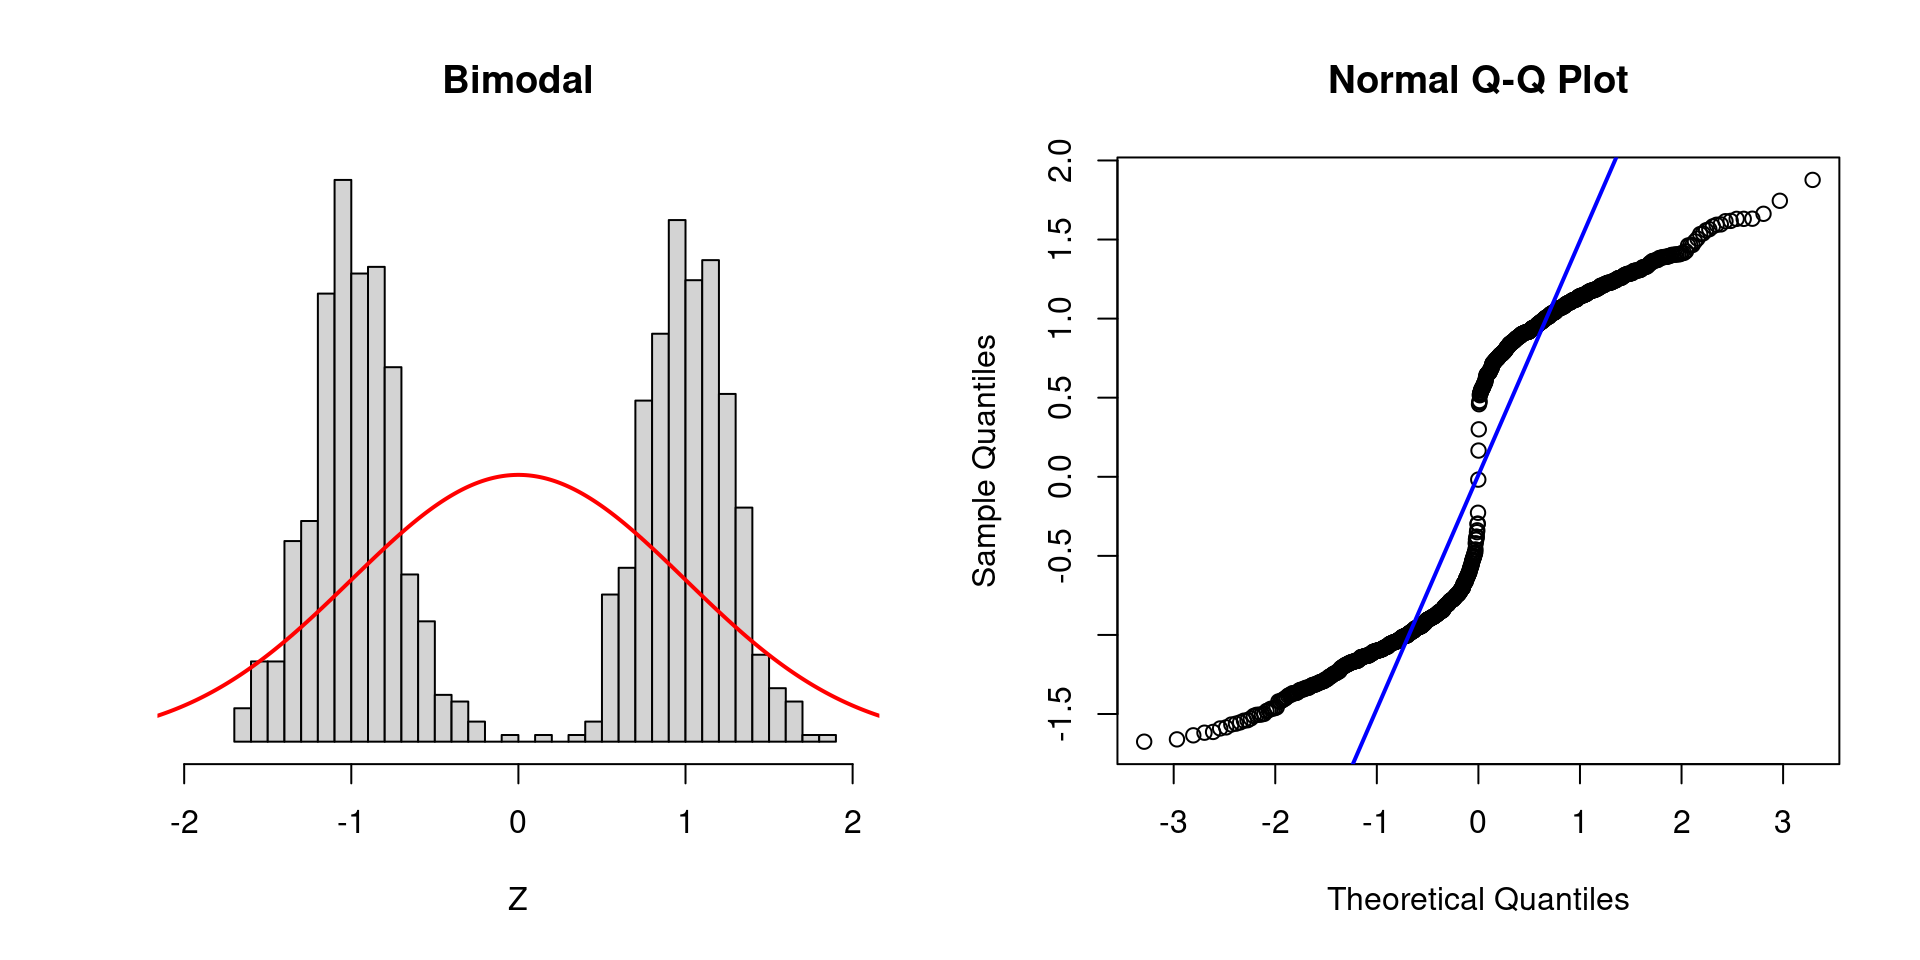 Bimodal
-2 -1 0 1 2
Z
Normal Q-Q Plot
Sample Quantiles
2.0
1.5
1.0
0.5
0.0
-0.5
-1.5
-3 -2 -1 0 1 2 3
Theoretical Quantiles